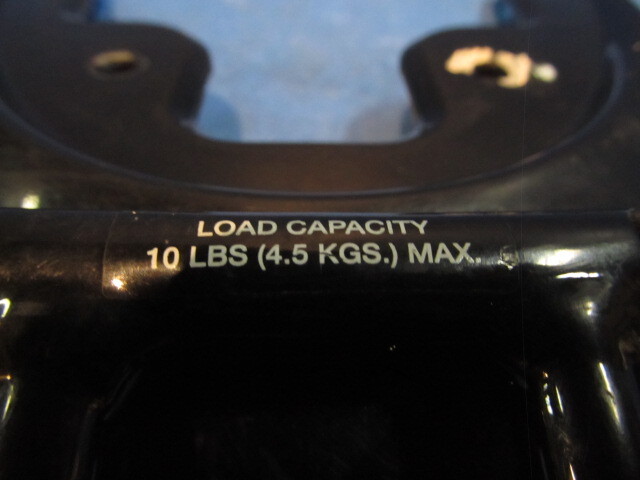 LOAD CAPACITY
10 LBS (4.5 KGS.) MAX.